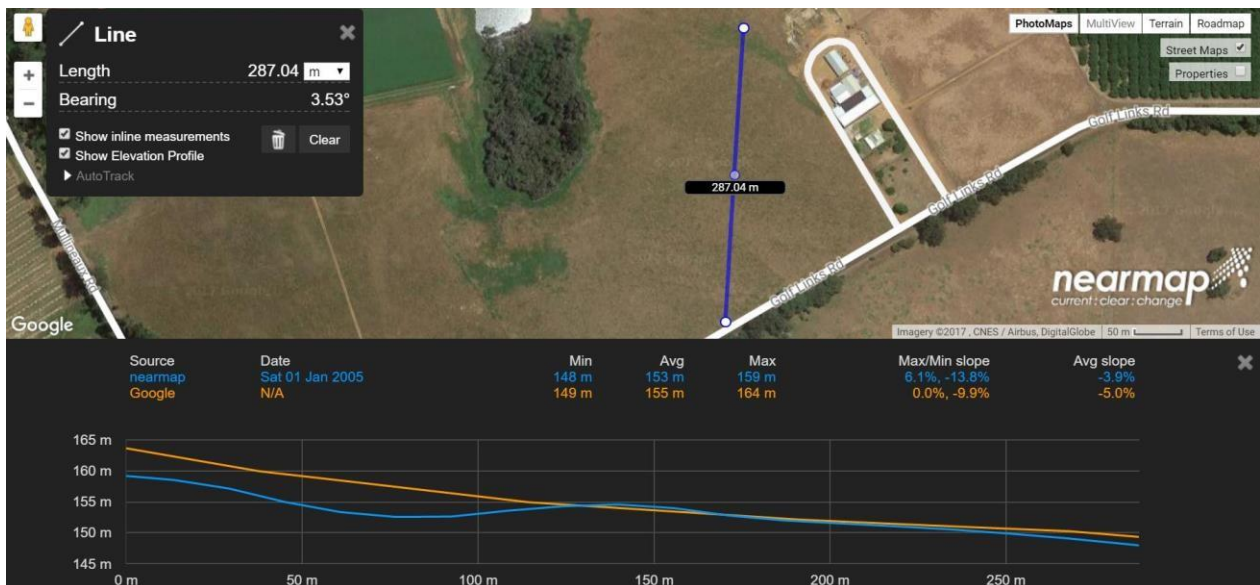 Line
Length 287.04 m
Bearing 3.53°
Show inline measurements
Show Elevation Profile
Clear
AutoTrack
PhotoMaps MultiView Terrain Roadmap
Street Maps
Properties
Golf Links Rd
Golf Links Rd
Golf Links Rd
Mullineaux Rd
287.04 m
nearmap
current:clear:change
Google
Imagery ©2017 , CNES / Airbus, DigitalGlobe 50 m Terms of Use
Source Date Min Avg Max Max/Min slope Avg slope
nearmap Sat 01 Jan 2005 148 m 153 m 159 m 6.1%, -13.8% -3.9%
Google N/A 149 m 155 m 164 m 0.0%, -9.9% -5.0%
165 m
160 m
155 m
150 m
145 m
0 m 50 m 100 m 150 m 200 m 250 m